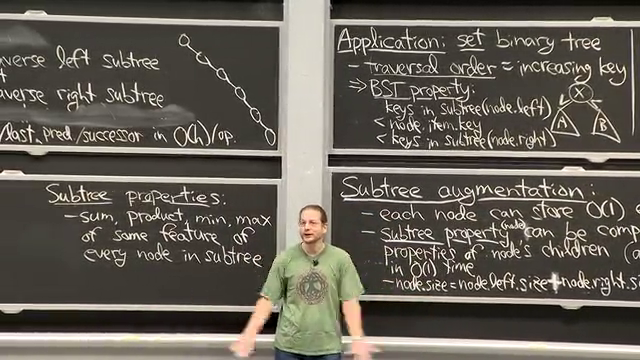 averse left subtree
averse right subtree
/last, pred/successor in O(h)/op.
Subtree properties:
- sum, product, min, max
of some feature of
every node in subtree
Application: set binary tree
- traversal order = increasing key
⇒ BST property:
keys in subtree(node.left)
< node.item.key
< keys in subtree(node.right)
X
A
B
Subtree augmentation:
- each node can store O(1)
- subtree property(node) can be comp
properties of node's children
in O(1) time
- node.size = node.left.size + node.right.si